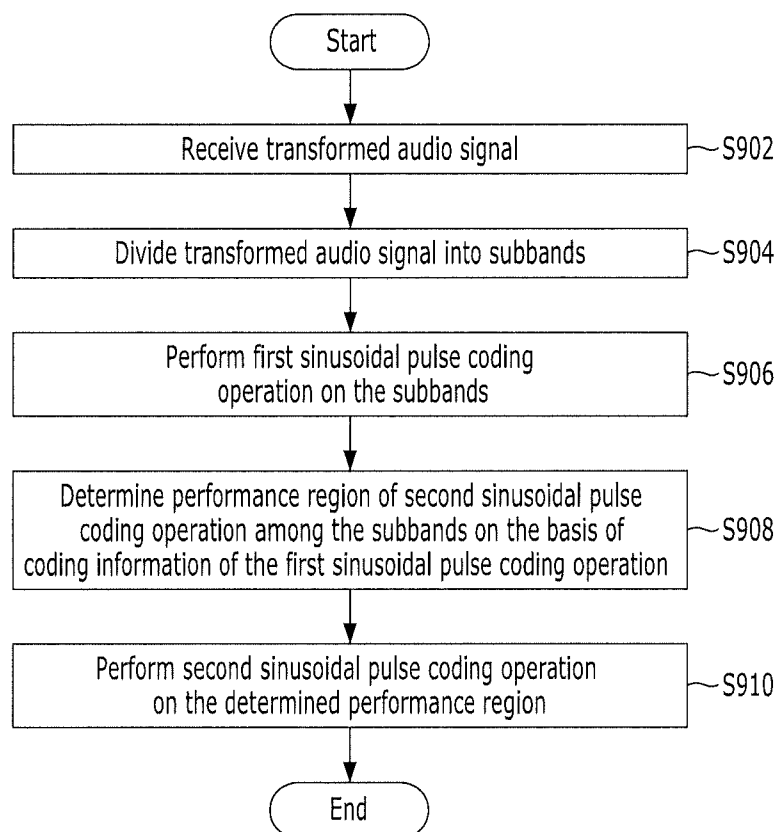 Start
Receive transformed audio signal
S902
Divide transformed audio signal into subbands
S904
Perform first sinusoidal pulse coding
operation on the subbands
S906
Determine performance region of second sinusoidal pulse
coding operation among the subbands on the basis of
coding information of the first sinusoidal pulse coding operation
S908
Perform second sinusoidal pulse coding operation
on the determined performance region
S910
End